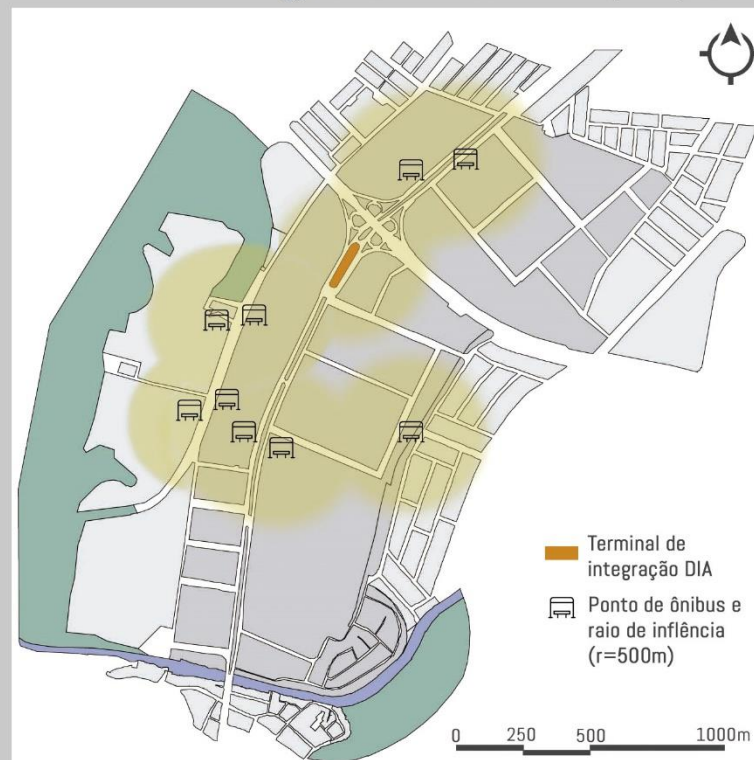 Terminal de
integração DIA
Ponto de ônibus e
raio de inflência
(r=500m)
0 250 500 1000m